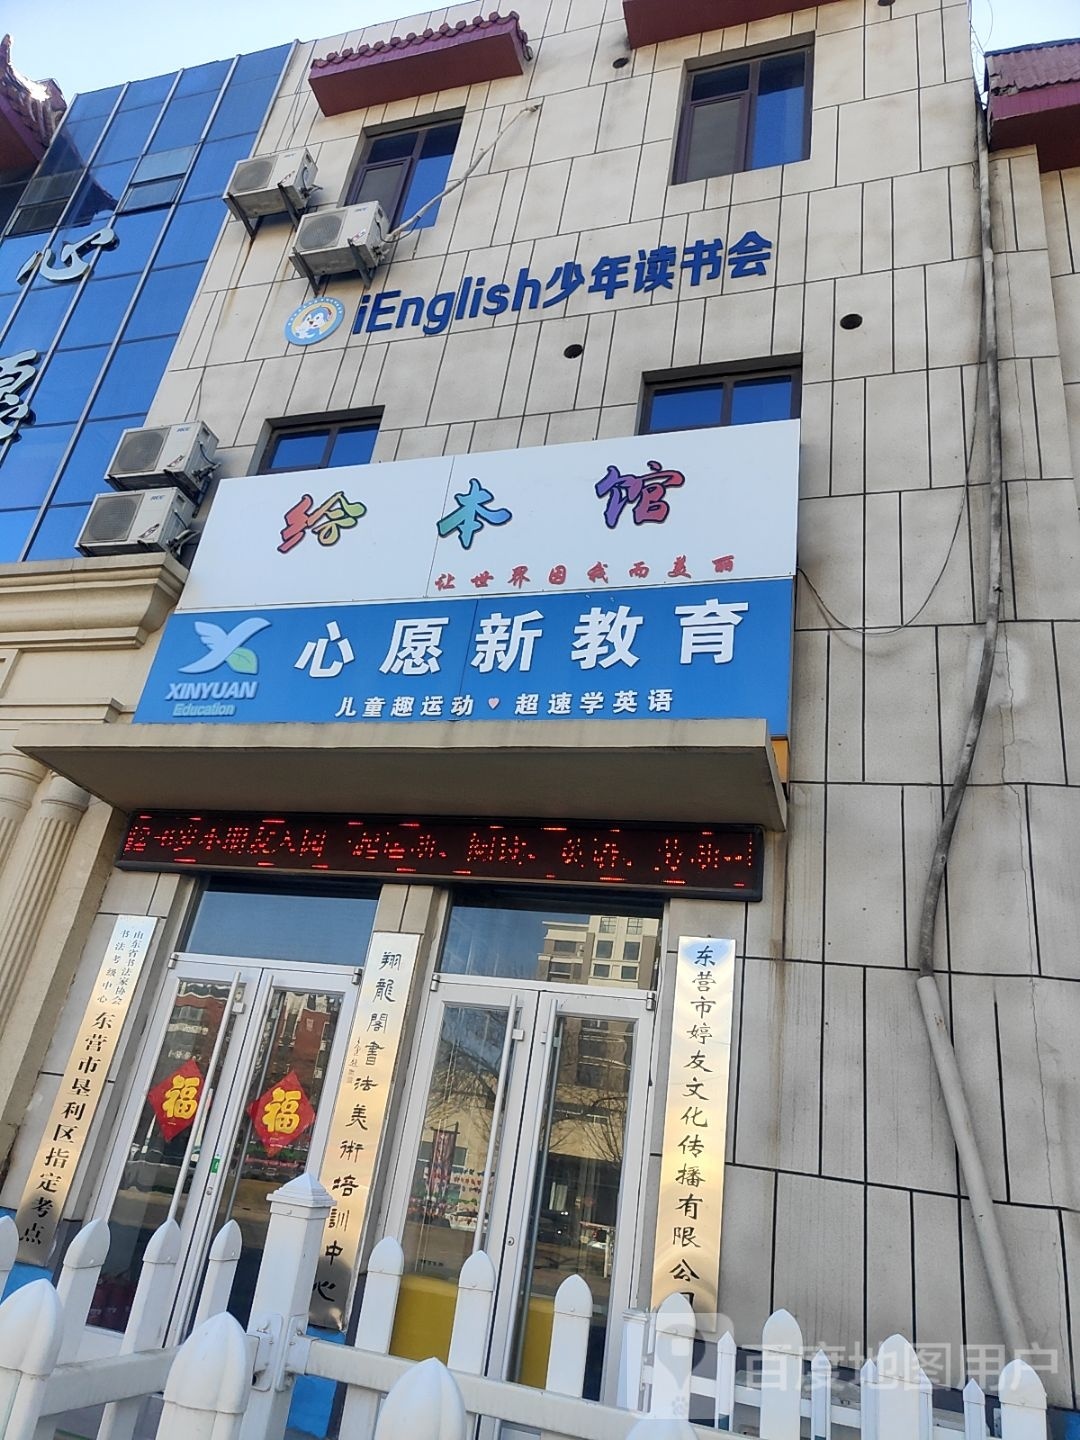 心
愿
iEnglish少年读书会
绘本馆
让世界因我而美丽
心愿新教育
XINYUAN
Education
儿童趣运动 超速学英语
山东省书法家协会
书法考级中心
东营市垦利区指定考点
翔龍閣書法美術培訓中心
东营市婷友文化传播有限公司
福
福
百度地图用户